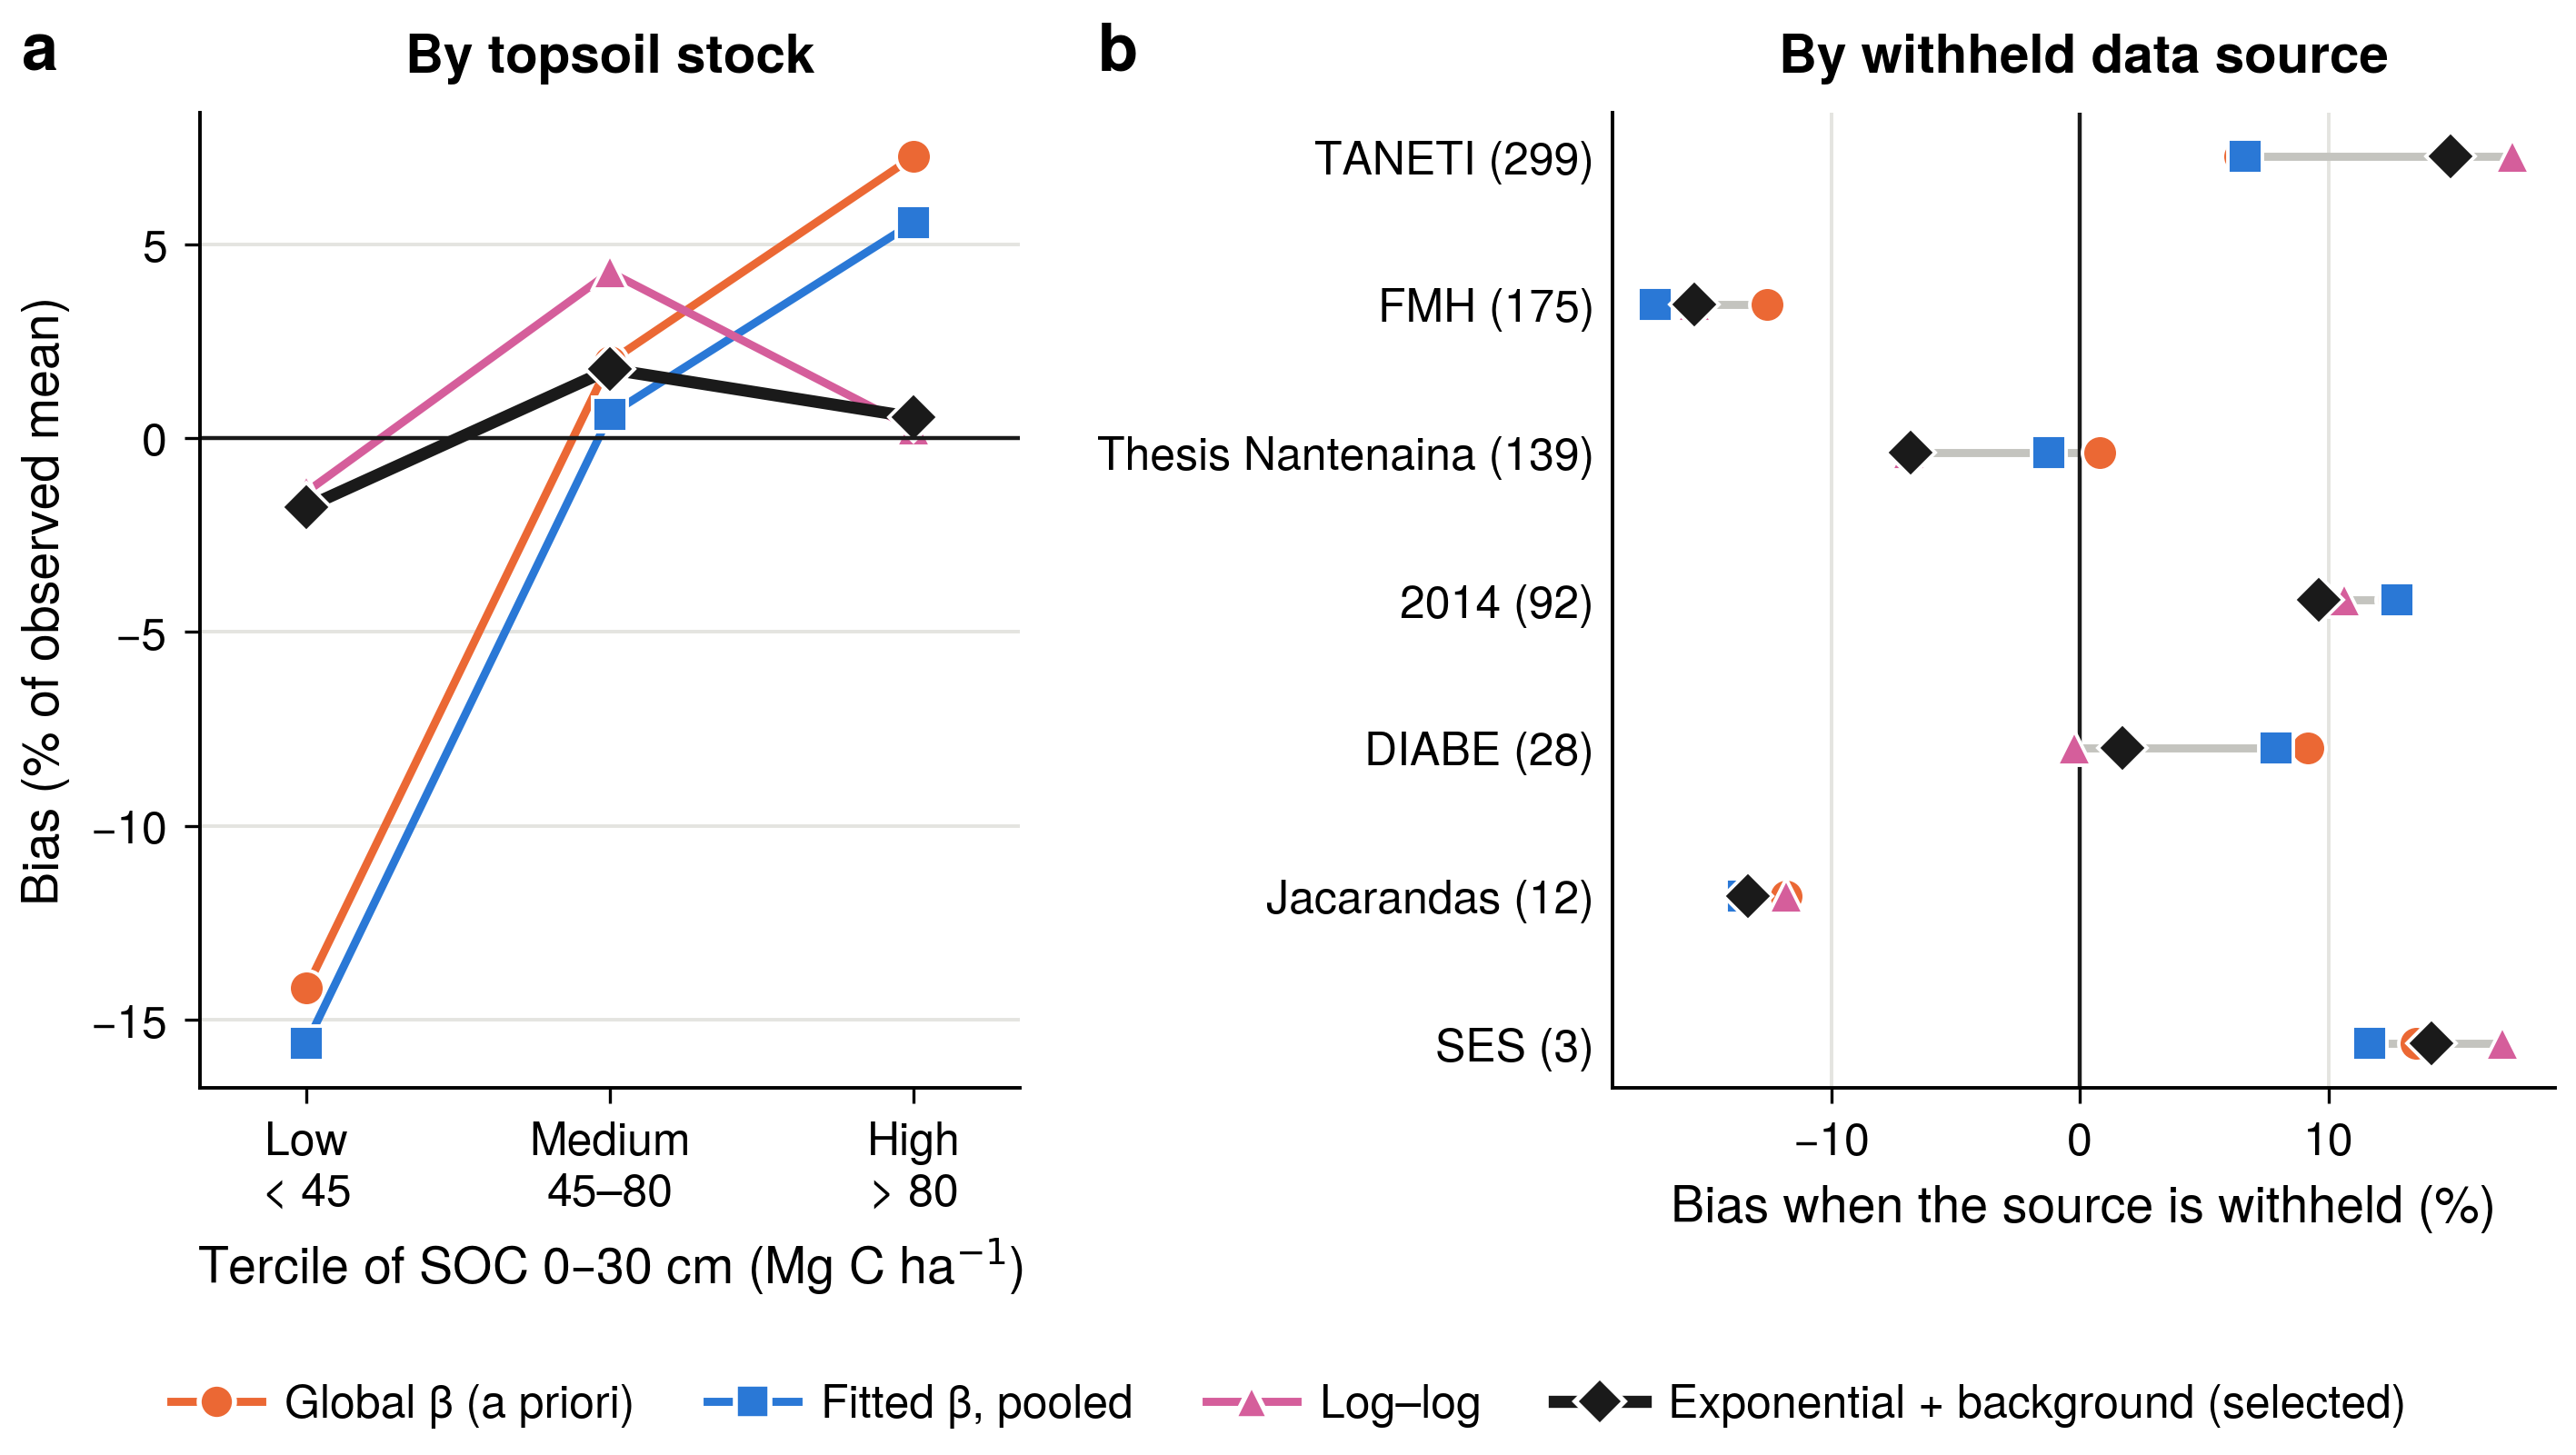 a
By topsoil stock
Bias (% of observed mean)
5
0
−5
−10
−15
Low
< 45
Medium
45–80
High
> 80
Tercile of SOC 0–30 cm (Mg C ha⁻¹)
b
By withheld data source
TANETI (299)
FMH (175)
Thesis Nantenaina (139)
2014 (92)
DIABE (28)
Jacarandas (12)
SES (3)
−10
0
10
Bias when the source is withheld (%)
Global β (a priori)
Fitted β, pooled
Log–log
Exponential + background (selected)